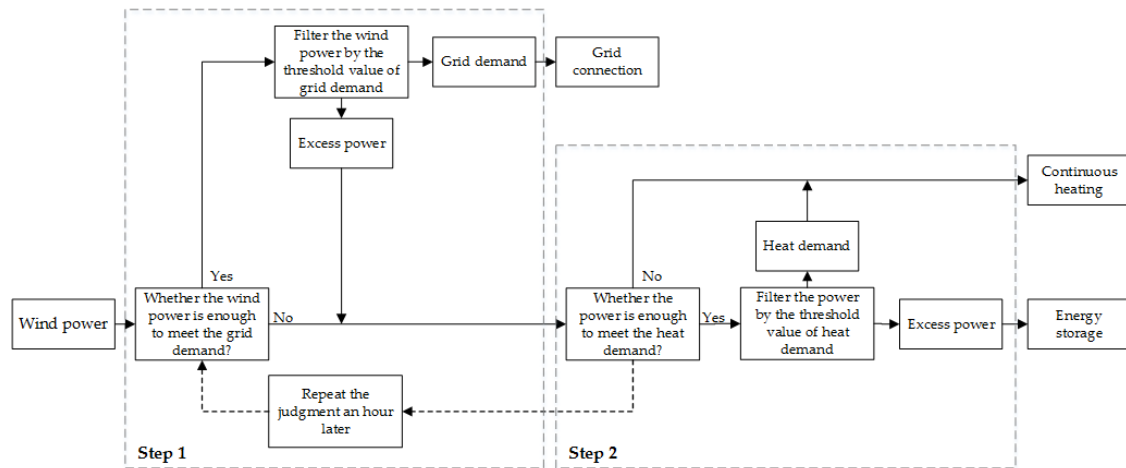 Filter the wind
power by the
threshold value of
grid demand
Grid demand
Grid
connection
Excess power
Continuous
heating
Heat demand
Yes
No
Wind power
Whether the wind
power is enough to
meet the grid
demand?
No
Whether the
power is enough
to meet the heat
demand?
Yes
Filter the power
by the threshold
value of heat
demand
Excess power
Energy
storage
Repeat the
judgment an hour
later
Step 1
Step 2